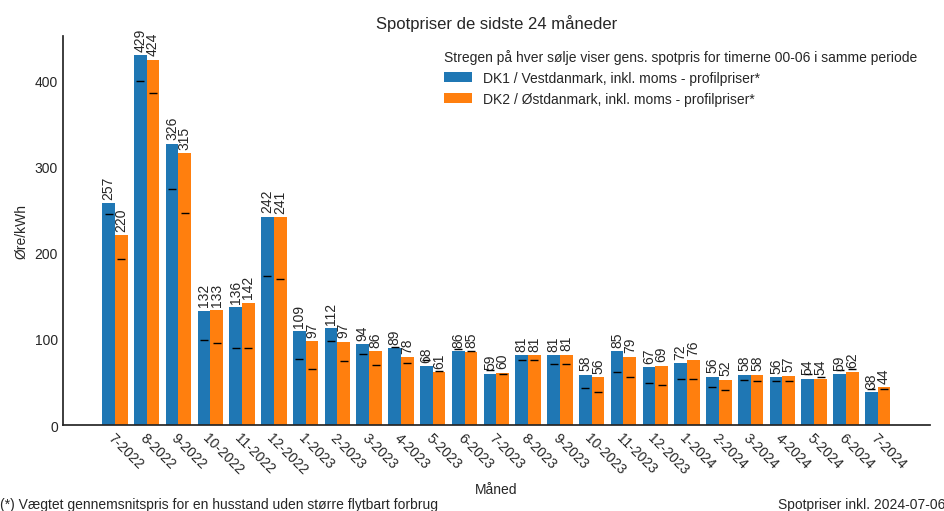 Spotpriser de sidste 24 måneder
Stregen på hver sølje viser gens. spotpris for timerne 00-06 i samme periode
DK1 / Vestdanmark, inkl. moms - profilpriser*
DK2 / Østdanmark, inkl. moms - profilpriser*
Øre/kWh
400
300
200
100
0
257 220 429 424 326 315 132 133 136 142 242 241 109 97 112 97 94 86 89 78 68 61 86 85 59 60 81 81 81 81 58 56 85 79 67 69 72 76 56 52 58 58 56 57 54 54 59 62 38 44
7-2022 8-2022 9-2022 10-2022 11-2022 12-2022 1-2023 2-2023 3-2023 4-2023 5-2023 6-2023 7-2023 8-2023 9-2023 10-2023 11-2023 12-2023 1-2024 2-2024 3-2024 4-2024 5-2024 6-2024 7-2024
Måned
(*) Vægtet gennemsnitspris for en husstand uden større flytbart forbrug
Spotpriser inkl. 2024-07-06